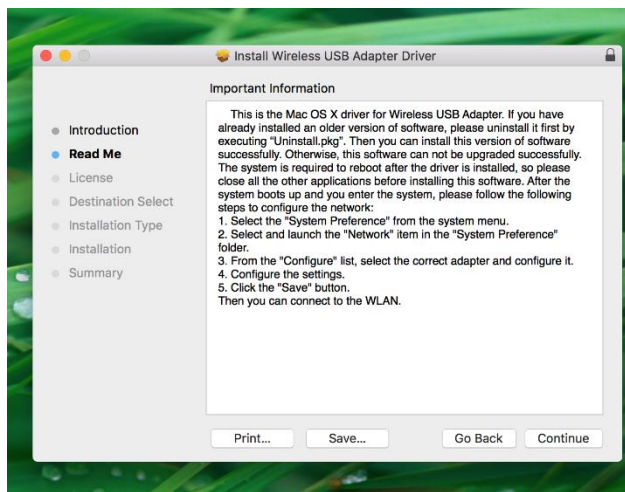 Install Wireless USB Adapter Driver
Important Information
Introduction
Read Me
License
Destination Select
Installation Type
Installation
Summary
This is the Mac OS X driver for Wireless USB Adapter. If you have
already installed an older version of software, please uninstall it first by
executing "Uninstall.pkg". Then you can install this version of software
successfully. Otherwise, this software can not be upgraded successfully.
The system is required to reboot after the driver is installed, so please
close all the other applications before installing this software. After the
system boots up and you enter the system, please follow the following
steps to configure the network:
1. Select the "System Preference" from the system menu.
2. Select and launch the "Network" item in the "System Preference"
folder.
3. From the "Configure" list, select the correct adapter and configure it.
4. Configure the settings.
5. Click the "Save" button.
Then you can connect to the WLAN.
Print...
Save...
Go Back
Continue